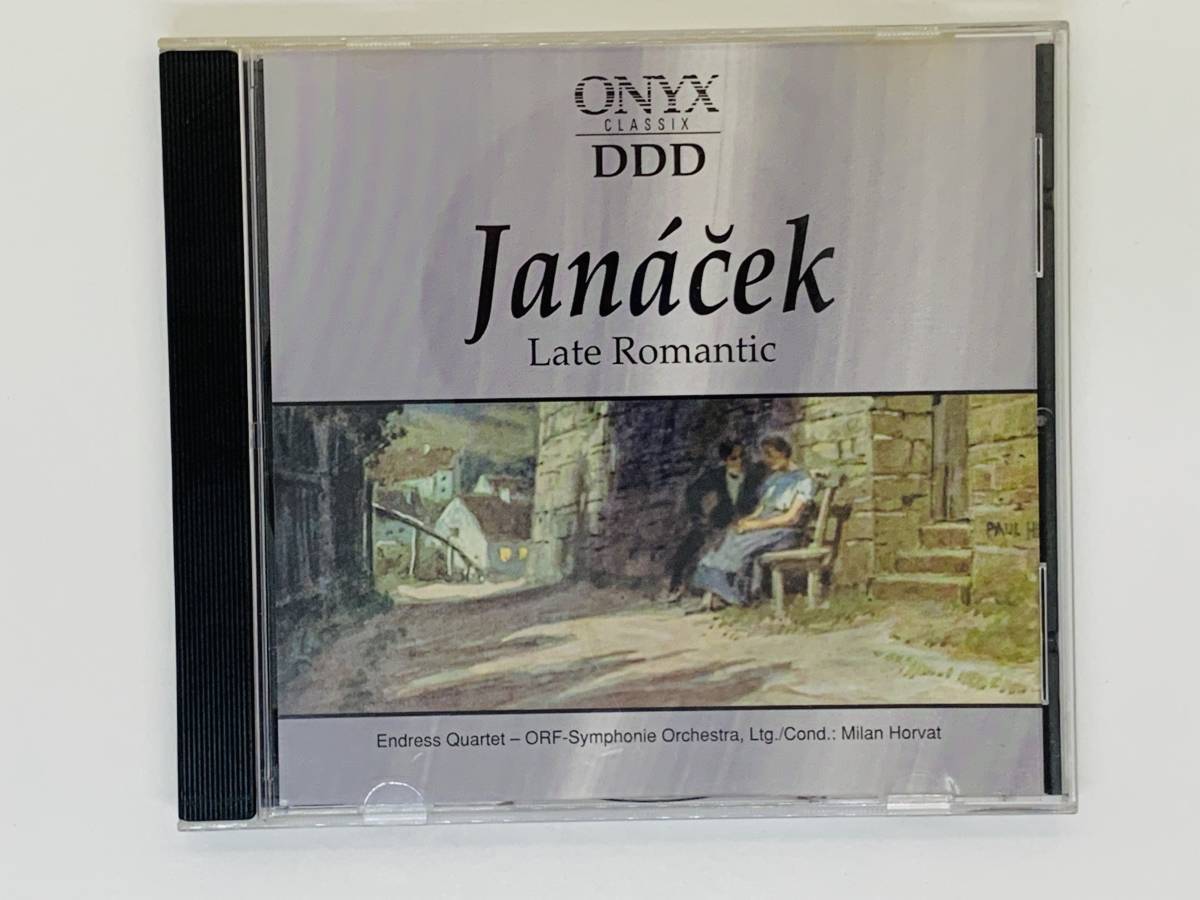 ONYX
CLASSIX
DDD
Janáček
Late Romantic
PAUL
Endress Quartet – ORF-Symphonie Orchestra, Ltg./Cond.: Milan Horvat